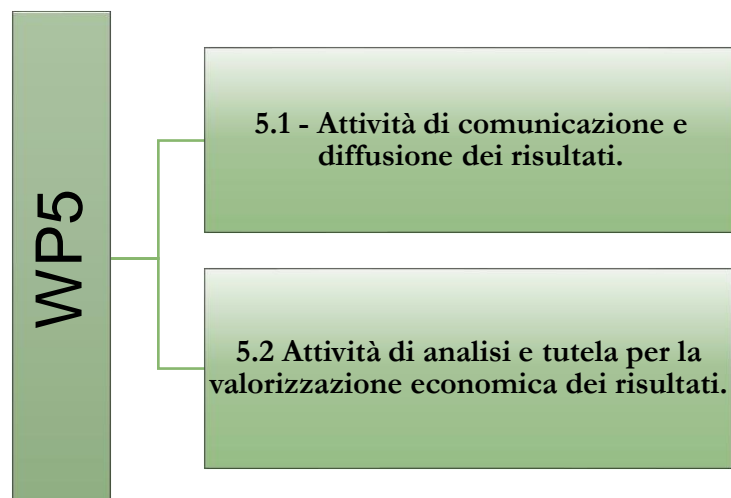 WP5
5.1 - Attività di comunicazione e
diffusione dei risultati.
5.2 Attività di analisi e tutela per la
valorizzazione economica dei risultati.